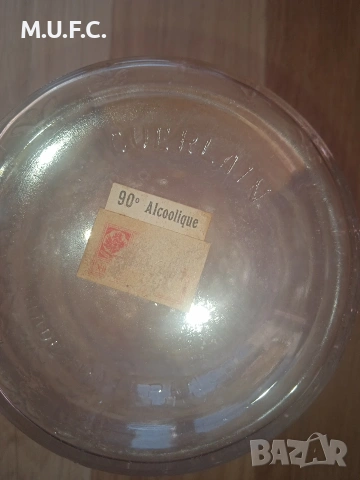 M.U.F.C.
GUERLAIN
90° Alcoolique
BAZAR